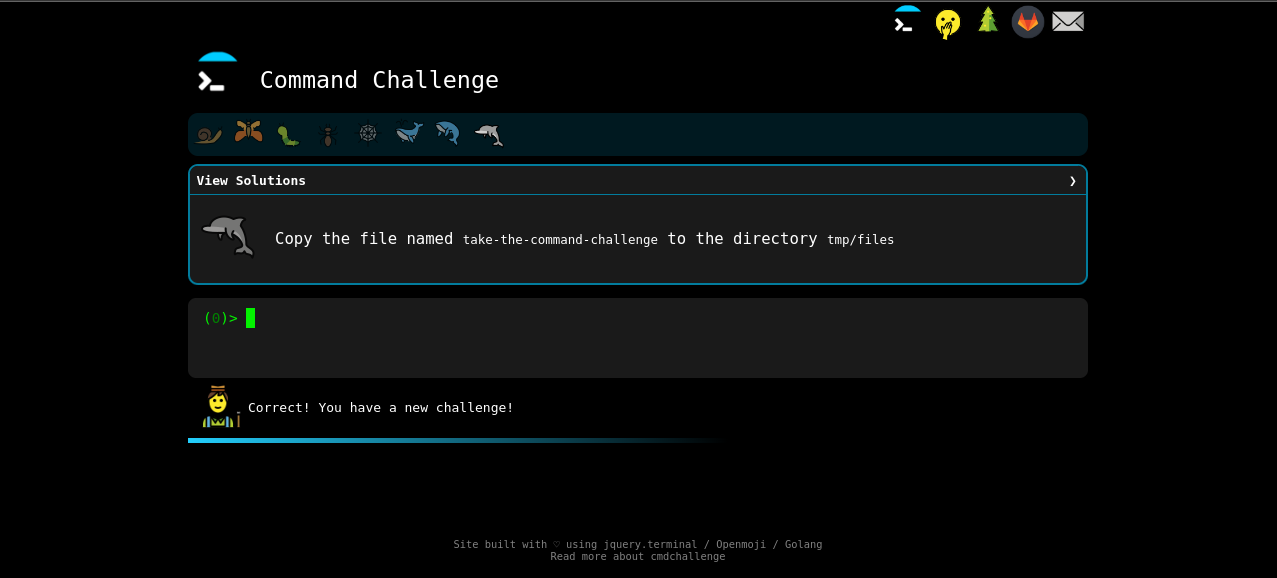 Command Challenge
View Solutions ❯
Copy the file named take-the-command-challenge to the directory tmp/files
(0)>
Correct! You have a new challenge!
Site built with ♡ using jquery.terminal / Openmoji / Golang
Read more about cmdchallenge